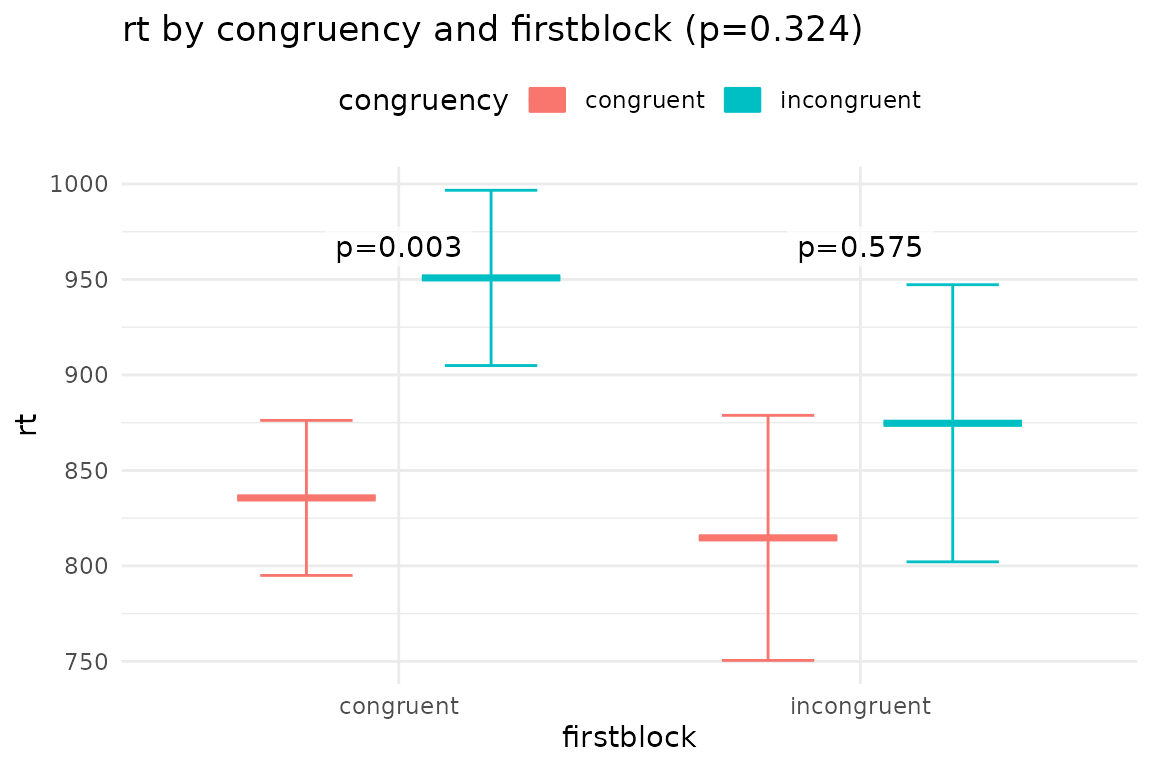 rt by congruency and firstblock (p=0.324)
congruency congruent incongruent
1000
950
900
850
800
750
rt
p=0.003
p=0.575
congruent incongruent
firstblock